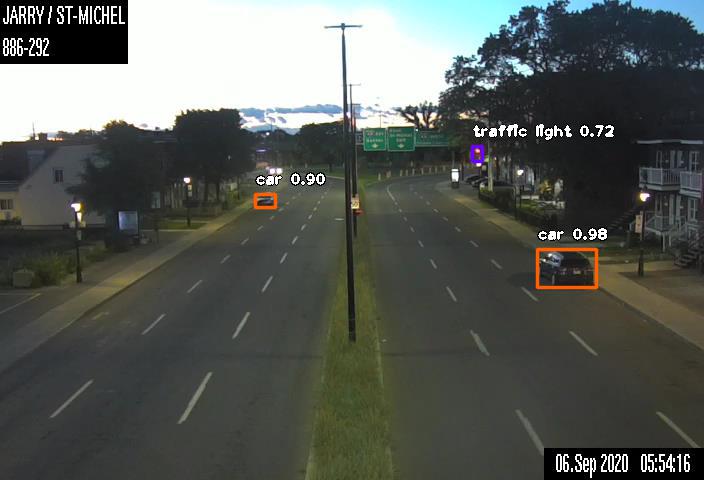 JARRY / ST-MICHEL
886-292
traffic light 0.72
car 0.90
car 0.98
06.Sep 2020 05:54:16